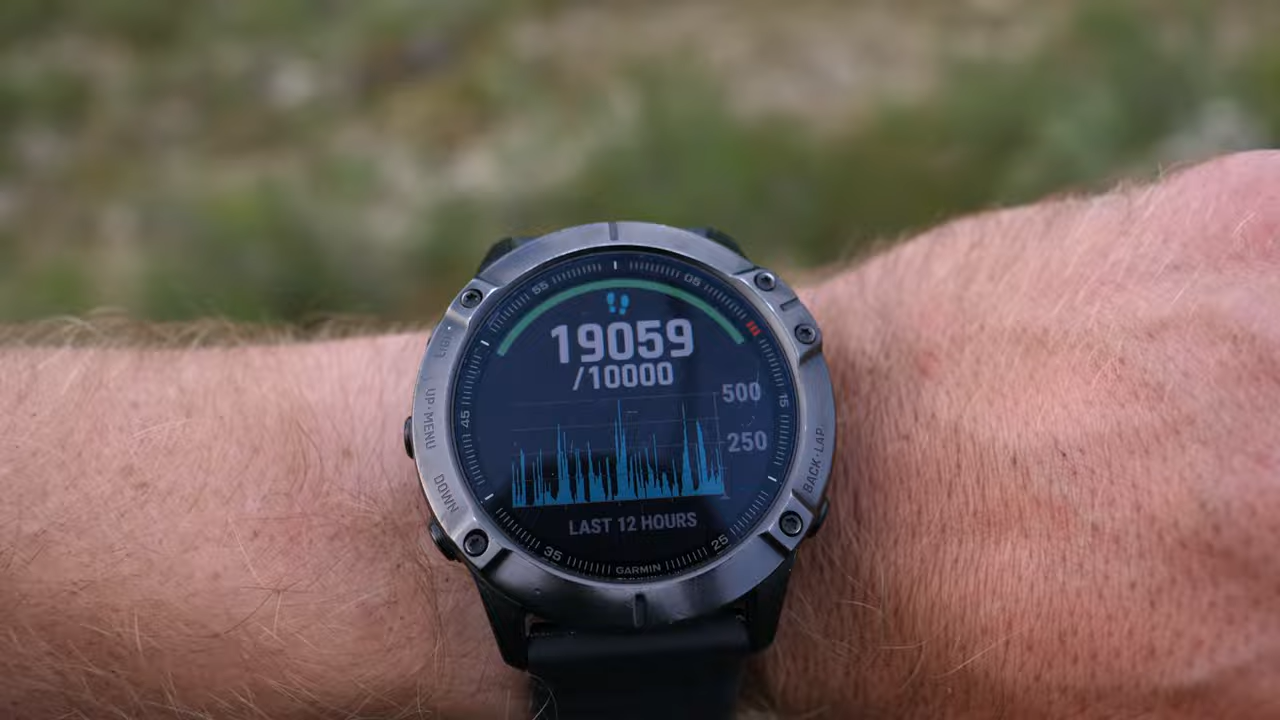 55
05
19059
/10000
500
250
LAST 12 HOURS
15
45
35
25
GARMIN
LIGHT
UP·MENU
DOWN
BACK·LAP